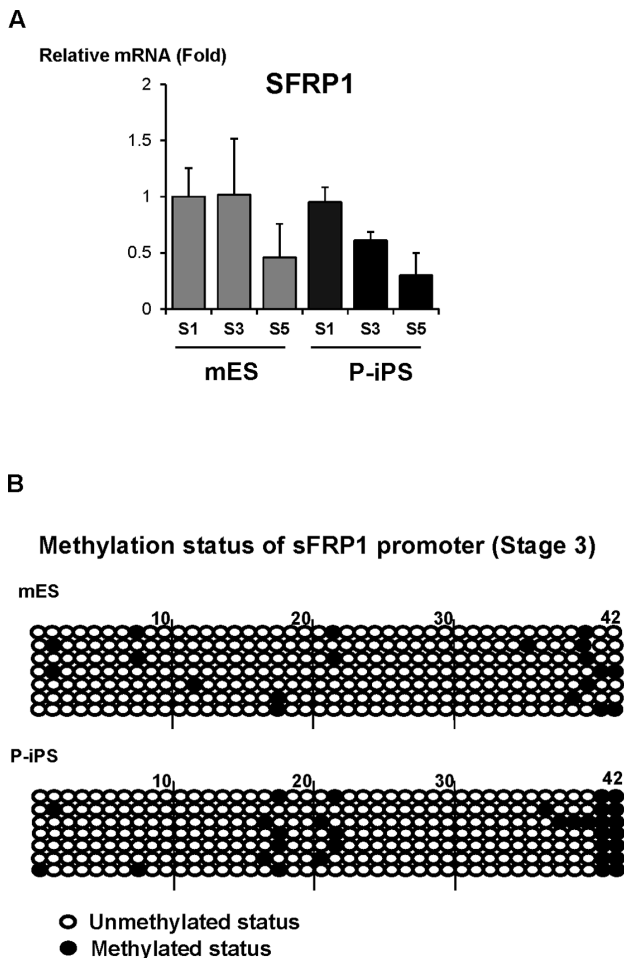 A
Relative mRNA (Fold)
SFRP1
2
1.5
1
0.5
0
S1 S3 S5 S1 S3 S5
mES P-iPS
B
Methylation status of sFRP1 promoter (Stage 3)
mES
10 20 30 42
P-iPS
10 20 30 42
Unmethylated status
Methylated status